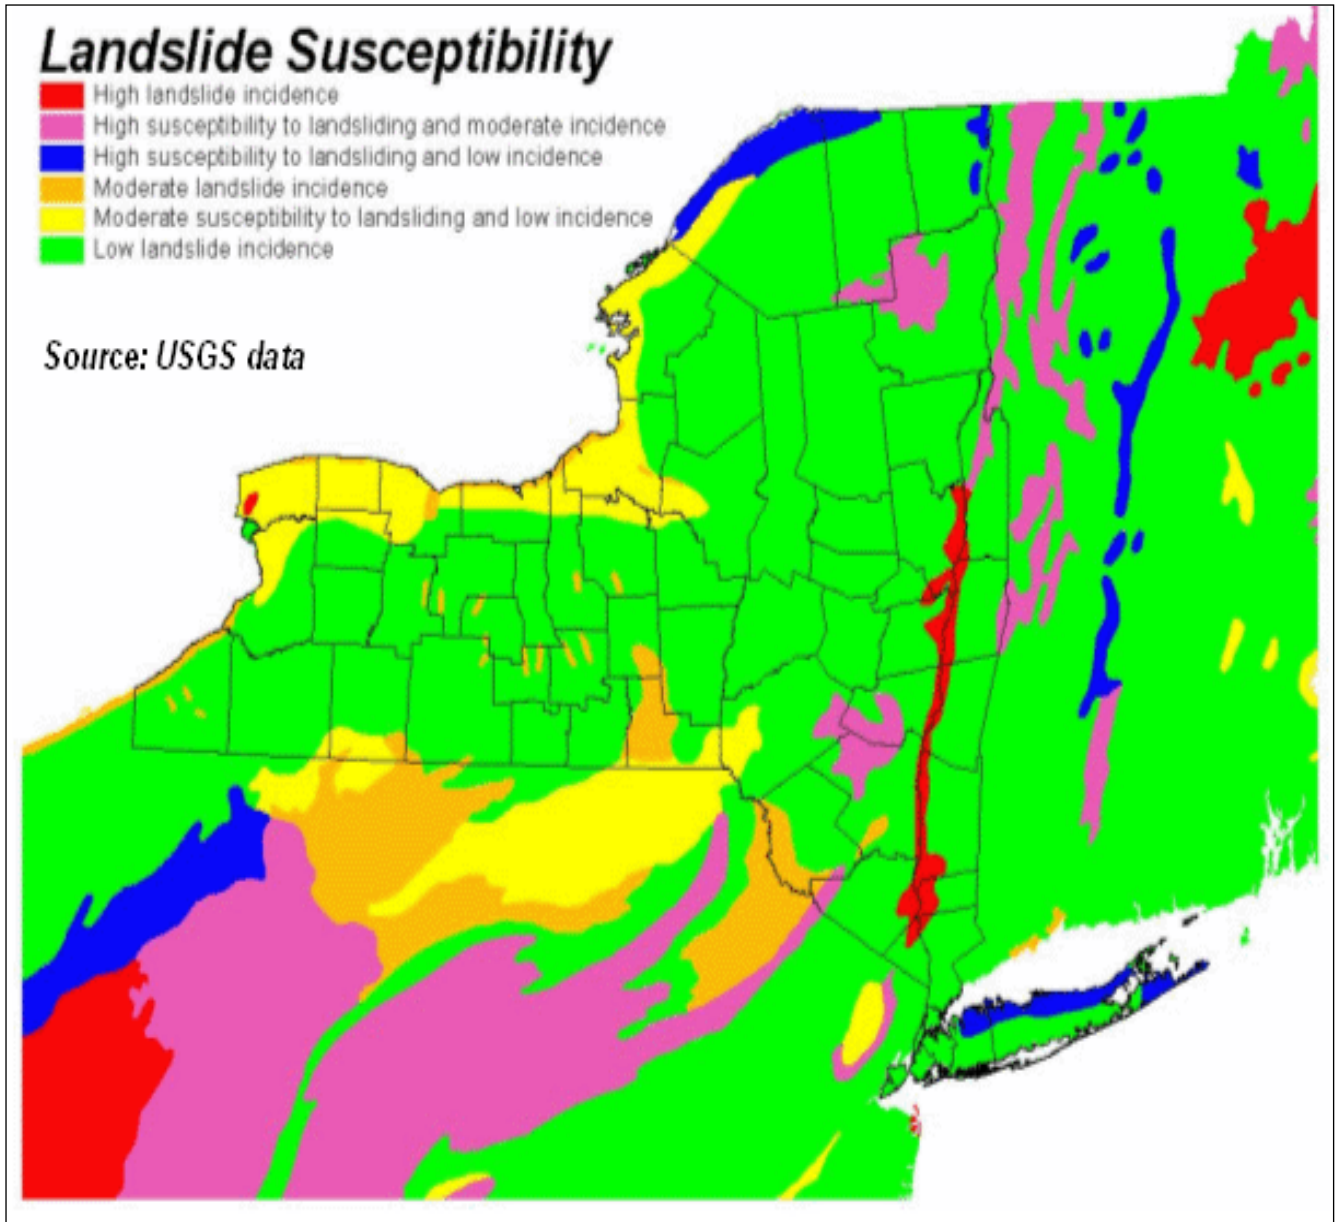 Landslide Susceptibility
High landslide incidence
High susceptibility to landsliding and moderate incidence
High susceptibility to landsliding and low incidence
Moderate landslide incidence
Moderate susceptibility to landsliding and low incidence
Low landslide incidence
Source: USGS data